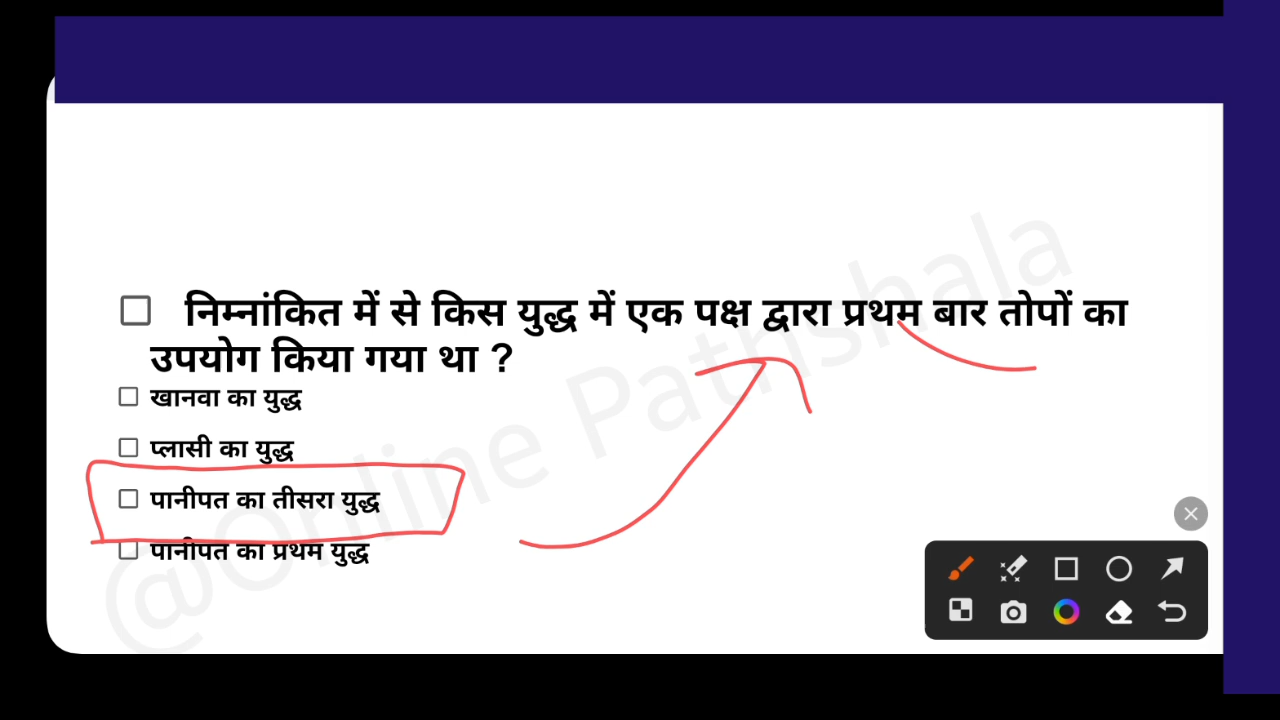 निम्नांकित में से किस युद्ध में एक पक्ष द्वारा प्रथम बार तोपों का
उपयोग किया गया था ?
खानवा का युद्ध
प्लासी का युद्ध
पानीपत का तीसरा युद्ध
पानीपत का प्रथम युद्ध
@Online Pathshala